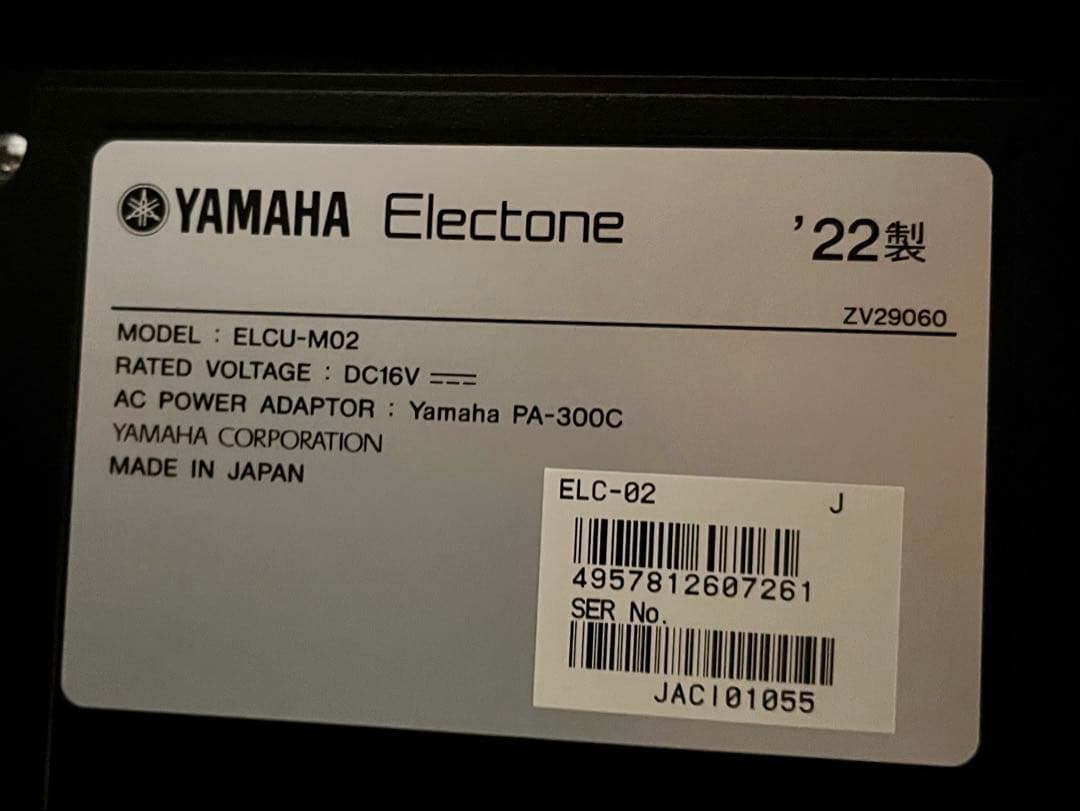 YAMAHA Electone '22製
ZV29060
MODEL : ELCU-M02
RATED VOLTAGE : DC16V
AC POWER ADAPTOR : Yamaha PA-300C
YAMAHA CORPORATION
MADE IN JAPAN
ELC-02 J
4957812607261
SER No.
JACI01055